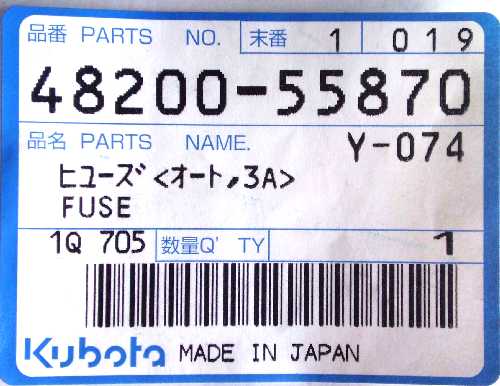 品番 PARTS NO. 末番 1 019
48200-55870
品名 PARTS NAME. Y-074
ヒューズ<オート,3A>
FUSE
1Q 705 数量Q'TY 1
Kubota MADE IN JAPAN